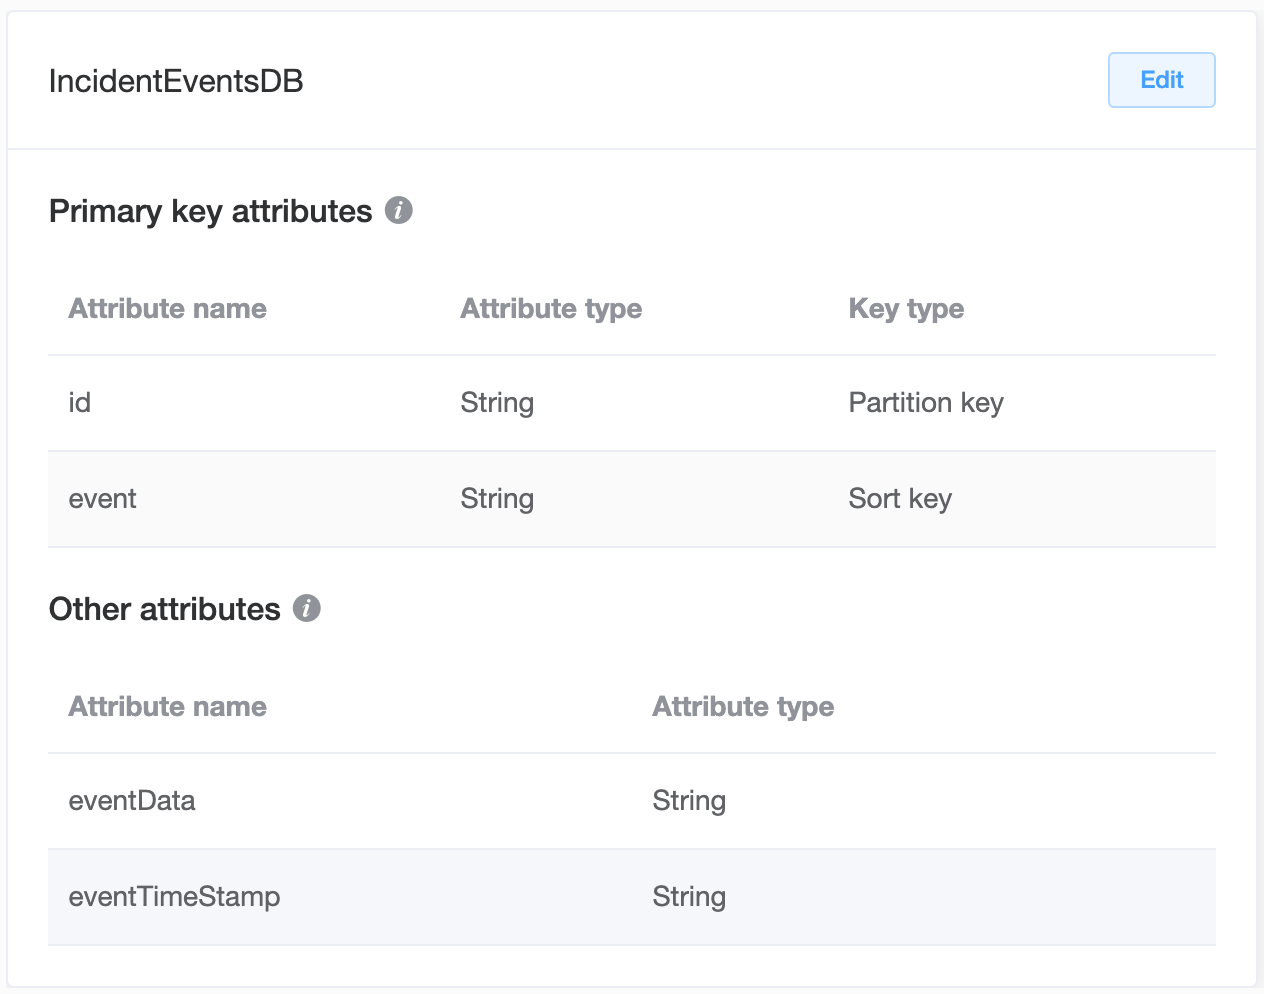 IncidentEventsDB
Edit
Primary key attributes i
Attribute name Attribute type Key type
id String Partition key
event String Sort key
Other attributes i
Attribute name Attribute type
eventData String
eventTimeStamp String